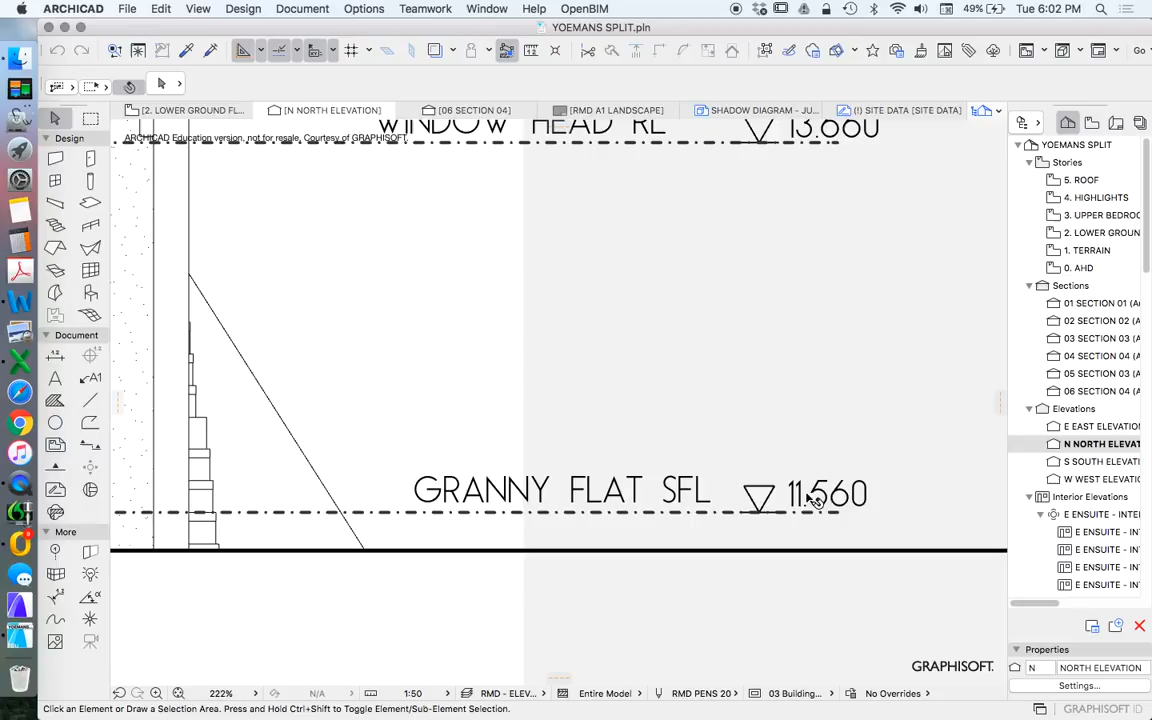 ARCHICAD File Edit View Design Document Options Teamwork Window Help OpenBIM 49% Tue 6:02 PM
YOEMANS SPLIT.pln
Go
[2. LOWER GROUND FL... [N NORTH ELEVATION] [06 SECTION 04] [RMD A1 LANDSCAPE] SHADOW DIAGRAM - JU... (!) SITE DATA [SITE DATA]
ARCHICAD Education version, not for resale. Courtesy of GRAPHISOFT.
WINDOW HEAD RL 13.660
GRANNY FLAT SFL 11.560
GRAPHISOFT.
Design
Document
1.2
A
A1
More
YOEMANS SPLIT
Stories
5. ROOF
4. HIGHLIGHTS
3. UPPER BEDROC
2. LOWER GROUN
1. TERRAIN
0. AHD
Sections
01 SECTION 01 (A
02 SECTION 02 (A
03 SECTION 03 (A
04 SECTION 04 (A
05 SECTION 03 (A
06 SECTION 04 (A
Elevations
E EAST ELEVATIO
N NORTH ELEVAT
S SOUTH ELEVATI
W WEST ELEVATIO
Interior Elevations
E ENSUITE - INTE
E ENSUITE - IN
E ENSUITE - IN
E ENSUITE - IN
E ENSUITE - IN
Properties
N NORTH ELEVATION
Settings...
222% N/A 1:50 RMD - ELEV... Entire Model RMD PENS 20... 03 Building... No Overrides
Click an Element or Draw a Selection Area. Press and Hold Ctrl+Shift to Toggle Element/Sub-Element Selection.
GRAPHISOFT ID